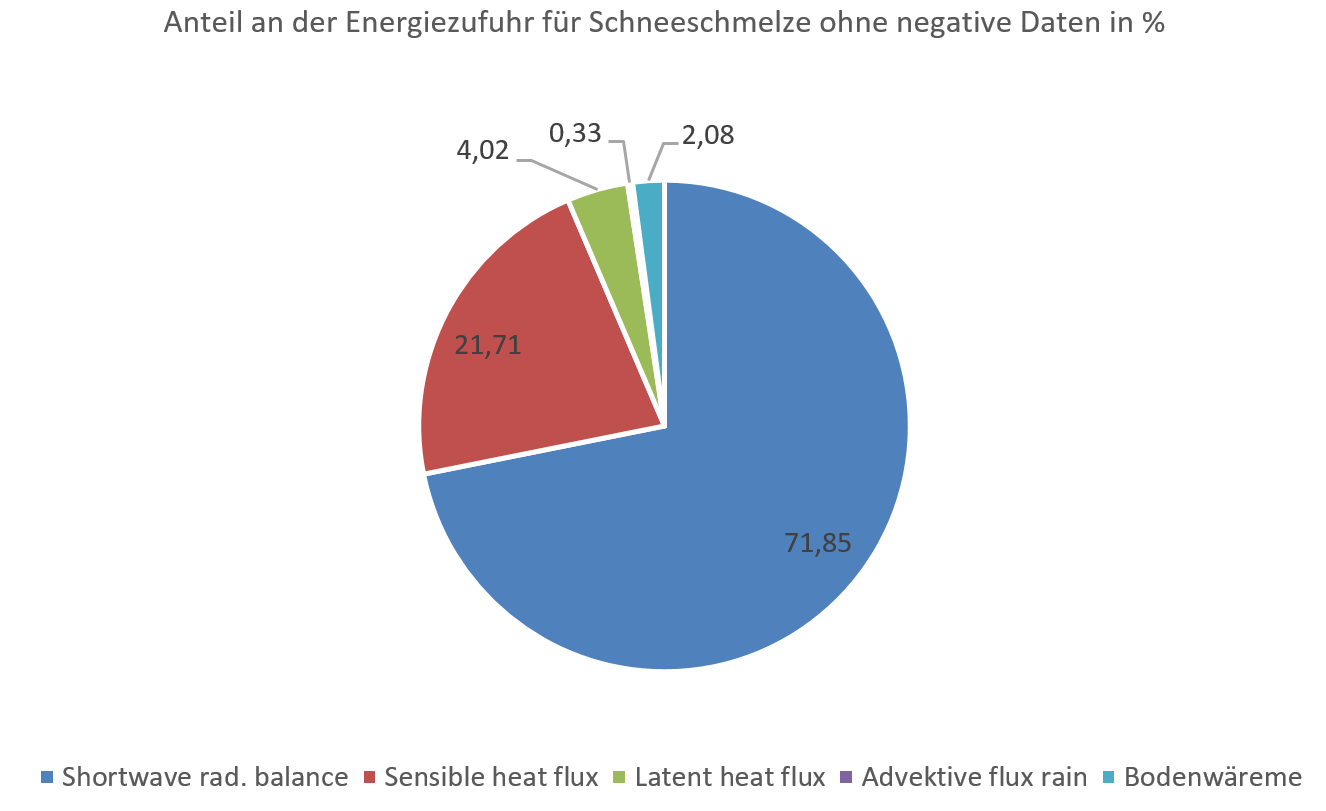 Anteil an der Energiezufuhr für Schneeschmelze ohne negative Daten in %
0,33
2,08
4,02
21,71
71,85
Shortwave rad. balance Sensible heat flux Latent heat flux Advektive flux rain Bodenwäreme